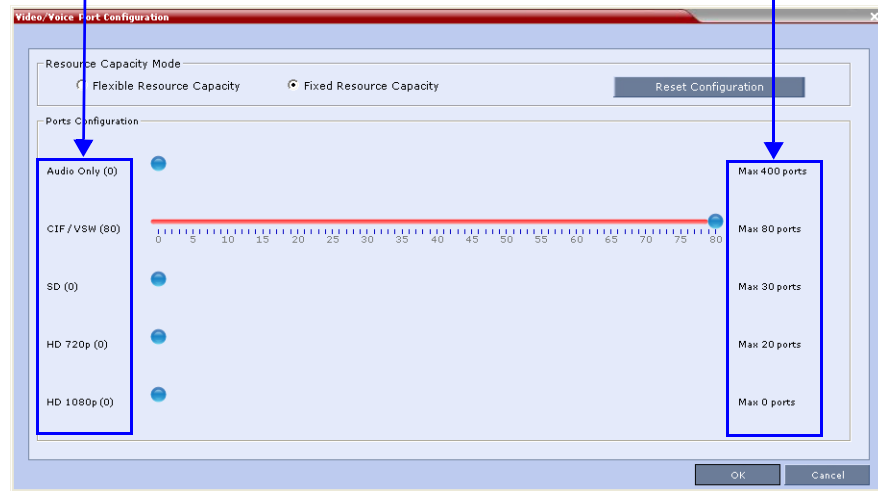 Video/Voice Port Configuration
Resource Capacity Mode
Flexible Resource Capacity Fixed Resource Capacity Reset Configuration
Ports Configuration
Audio Only (0) Max 400 ports
CIF/VSW (80) Max 80 ports
0 5 10 15 20 25 30 35 40 45 50 55 60 65 70 75 80
SD (0) Max 30 ports
HD 720p (0) Max 20 ports
HD 1080p (0) Max 0 ports
OK Cancel